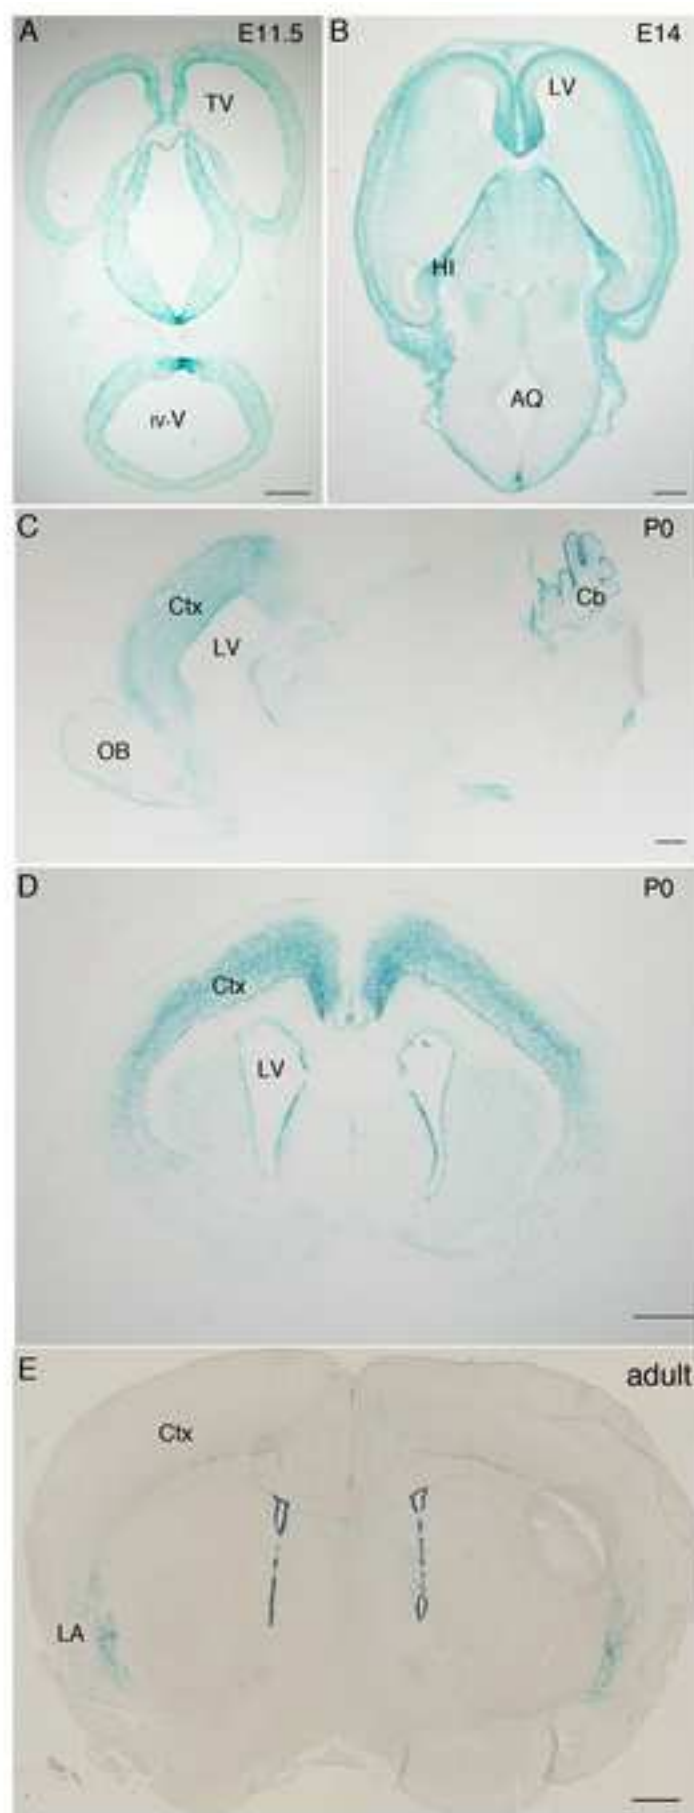 A E11.5
TV
iv-V
B E14
LV
HI
AQ
C P0
Ctx
LV
Cb
OB
D P0
Ctx
LV
E adult
Ctx
LA